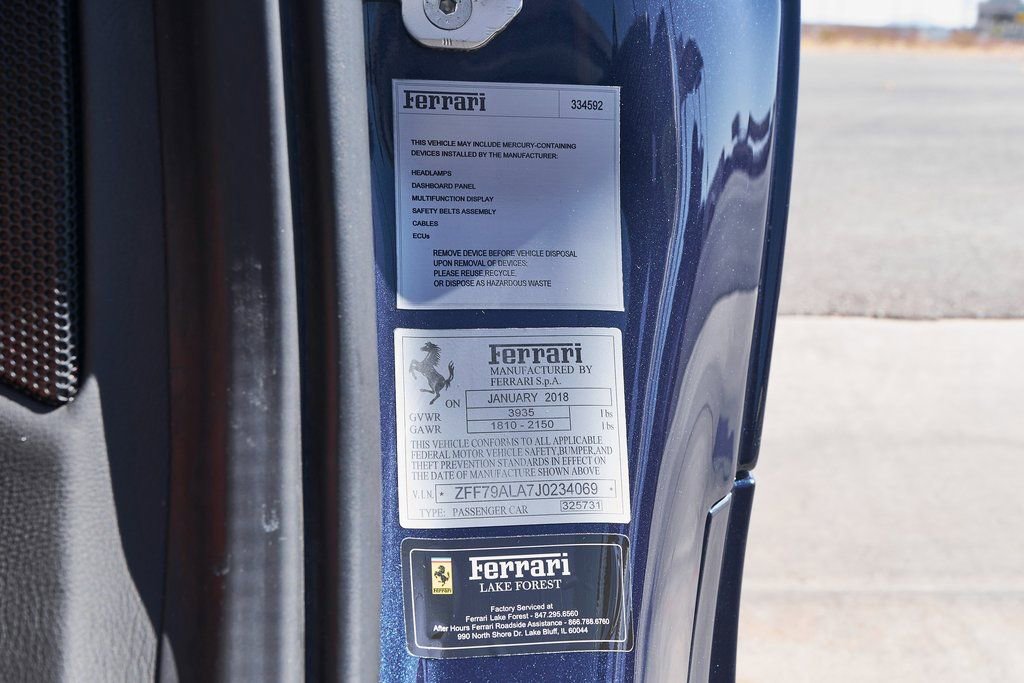 Ferrari 334592
THIS VEHICLE MAY INCLUDE MERCURY-CONTAINING
DEVICES INSTALLED BY THE MANUFACTURER:
HEADLAMPS
DASHBOARD PANEL
MULTIFUNCTION DISPLAY
SAFETY BELTS ASSEMBLY
CABLES
ECUs
REMOVE DEVICE BEFORE VEHICLE DISPOSAL
UPON REMOVAL OF DEVICES:
PLEASE REUSE,RECYCLE,
OR DISPOSE AS HAZARDOUS WASTE
Ferrari
MANUFACTURED BY
FERRARI S.p.A.
ON JANUARY 2018
GVWR 3935 lbs
GAWR 1810 - 2150 lbs
THIS VEHICLE CONFORMS TO ALL APPLICABLE
FEDERAL MOTOR VEHICLE SAFETY,BUMPER,AND
THEFT PREVENTION STANDARDS IN EFFECT ON
THE DATE OF MANUFACTURE SHOWN ABOVE
V.I.N. * ZFF79ALA7J0234069 *
TYPE: PASSENGER CAR 325731
Ferrari
Ferrari
LAKE FOREST
Factory Serviced at
Ferrari Lake Forest - 847.295.6560
After Hours Ferrari Roadside Assistance - 866.788.6760
990 North Shore Dr. Lake Bluff, IL 60044